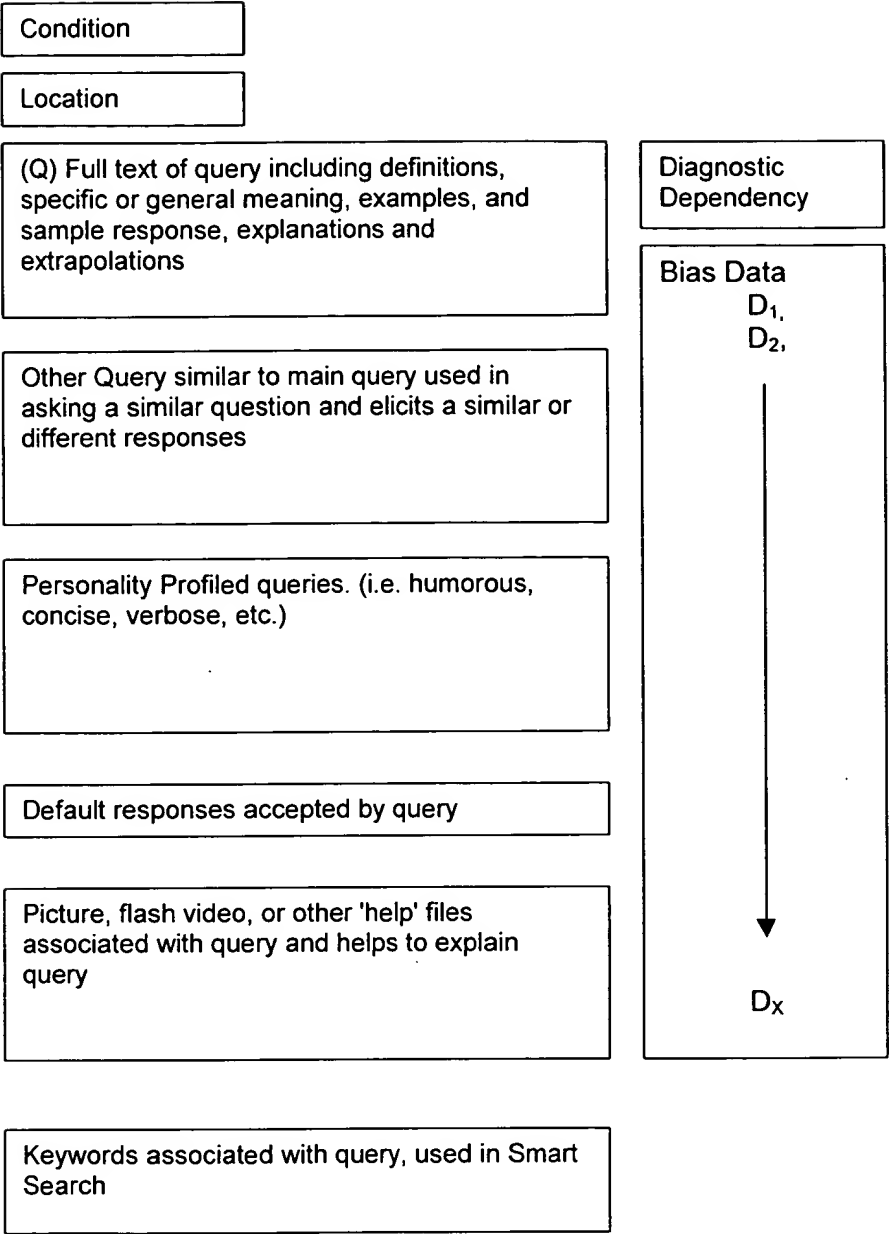 Condition
Location
(Q) Full text of query including definitions,
specific or general meaning, examples, and
sample response, explanations and
extrapolations
Diagnostic
Dependency
Bias Data
D1,
D2,
DX
Other Query similar to main query used in
asking a similar question and elicits a similar or
different responses
Personality Profiled queries. (i.e. humorous,
concise, verbose, etc.)
Default responses accepted by query
Picture, flash video, or other 'help' files
associated with query and helps to explain
query
Keywords associated with query, used in Smart
Search